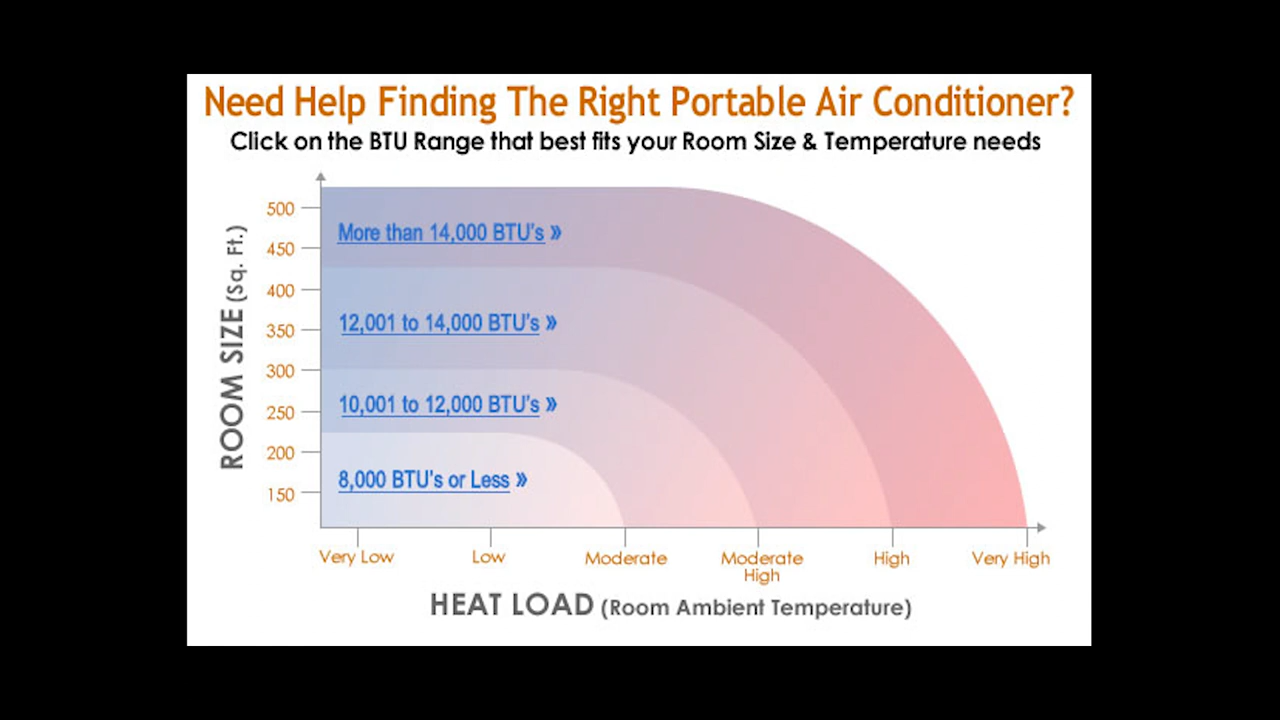 Need Help Finding The Right Portable Air Conditioner?
Click on the BTU Range that best fits your Room Size & Temperature needs
ROOM SIZE (Sq. Ft.)
500
450
400
350
300
250
200
150
More than 14,000 BTU's »
12,001 to 14,000 BTU's »
10,001 to 12,000 BTU's »
8,000 BTU's or Less »
Very Low
Low
Moderate
Moderate
High
High
Very High
HEAT LOAD (Room Ambient Temperature)